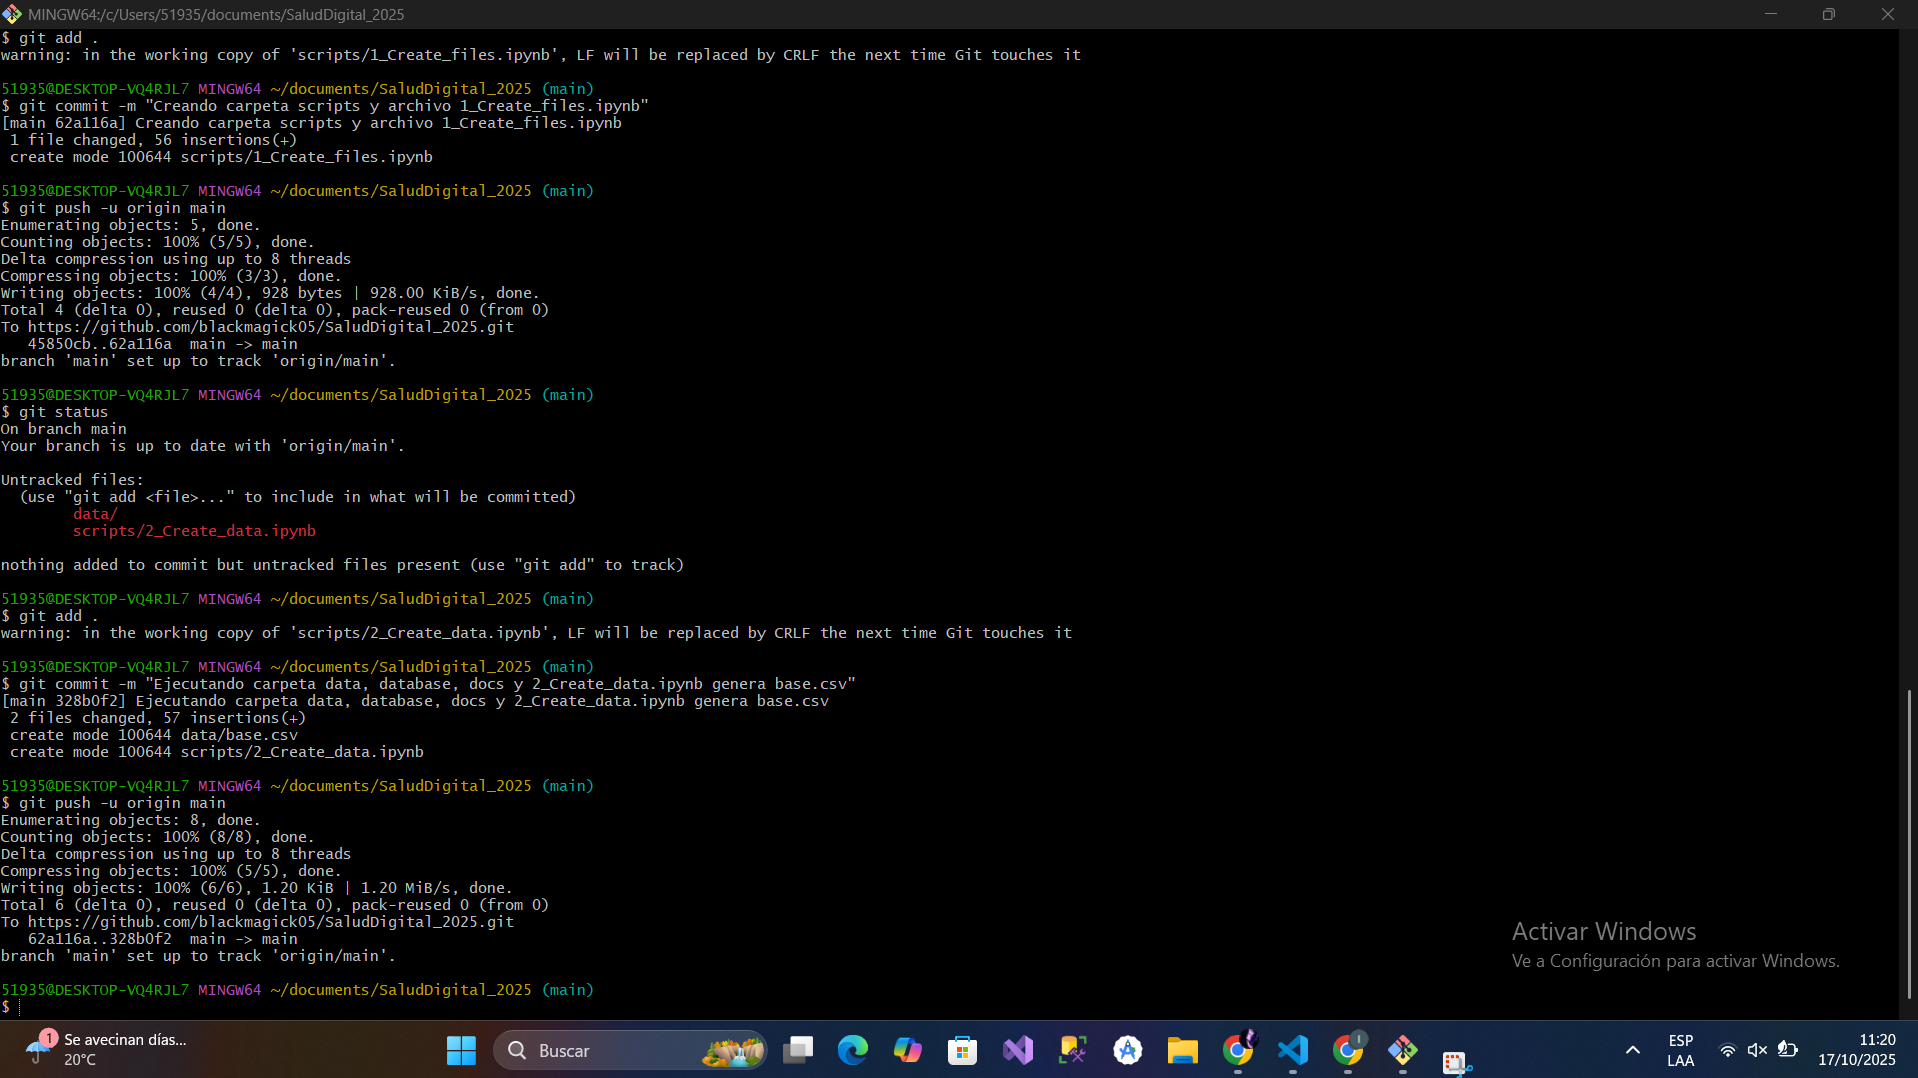 MINGW64:/c/Users/51935/documents/SaludDigital_2025
$ git add .
warning: in the working copy of 'scripts/1_Create_files.ipynb', LF will be replaced by CRLF the next time Git touches it
51935@DESKTOP-VQ4RJL7 MINGW64 ~/documents/SaludDigital_2025 (main)
$ git commit -m "Creando carpeta scripts y archivo 1_Create_files.ipynb"
[main 62a116a] Creando carpeta scripts y archivo 1_Create_files.ipynb
 1 file changed, 56 insertions(+)
 create mode 100644 scripts/1_Create_files.ipynb
51935@DESKTOP-VQ4RJL7 MINGW64 ~/documents/SaludDigital_2025 (main)
$ git push -u origin main
Enumerating objects: 5, done.
Counting objects: 100% (5/5), done.
Delta compression using up to 8 threads
Compressing objects: 100% (3/3), done.
Writing objects: 100% (4/4), 928 bytes | 928.00 KiB/s, done.
Total 4 (delta 0), reused 0 (delta 0), pack-reused 0 (from 0)
To https://github.com/blackmagick05/SaludDigital_2025.git
   45850cb..62a116a  main -> main
branch 'main' set up to track 'origin/main'.
51935@DESKTOP-VQ4RJL7 MINGW64 ~/documents/SaludDigital_2025 (main)
$ git status
On branch main
Your branch is up to date with 'origin/main'.
Untracked files:
  (use "git add <file>..." to include in what will be committed)
        data/
        scripts/2_Create_data.ipynb
nothing added to commit but untracked files present (use "git add" to track)
51935@DESKTOP-VQ4RJL7 MINGW64 ~/documents/SaludDigital_2025 (main)
$ git add .
warning: in the working copy of 'scripts/2_Create_data.ipynb', LF will be replaced by CRLF the next time Git touches it
51935@DESKTOP-VQ4RJL7 MINGW64 ~/documents/SaludDigital_2025 (main)
$ git commit -m "Ejecutando carpeta data, database, docs y 2_Create_data.ipynb genera base.csv"
[main 328b0f2] Ejecutando carpeta data, database, docs y 2_Create_data.ipynb genera base.csv
 2 files changed, 57 insertions(+)
 create mode 100644 data/base.csv
 create mode 100644 scripts/2_Create_data.ipynb
51935@DESKTOP-VQ4RJL7 MINGW64 ~/documents/SaludDigital_2025 (main)
$ git push -u origin main
Enumerating objects: 8, done.
Counting objects: 100% (8/8), done.
Delta compression using up to 8 threads
Compressing objects: 100% (5/5), done.
Writing objects: 100% (6/6), 1.20 KiB | 1.20 MiB/s, done.
Total 6 (delta 0), reused 0 (delta 0), pack-reused 0 (from 0)
To https://github.com/blackmagick05/SaludDigital_2025.git
   62a116a..328b0f2  main -> main
branch 'main' set up to track 'origin/main'.
51935@DESKTOP-VQ4RJL7 MINGW64 ~/documents/SaludDigital_2025 (main)
$
Activar Windows
Ve a Configuración para activar Windows.
1
Se avecinan días...
20°C
Buscar
ESP
LAA
11:20
17/10/2025